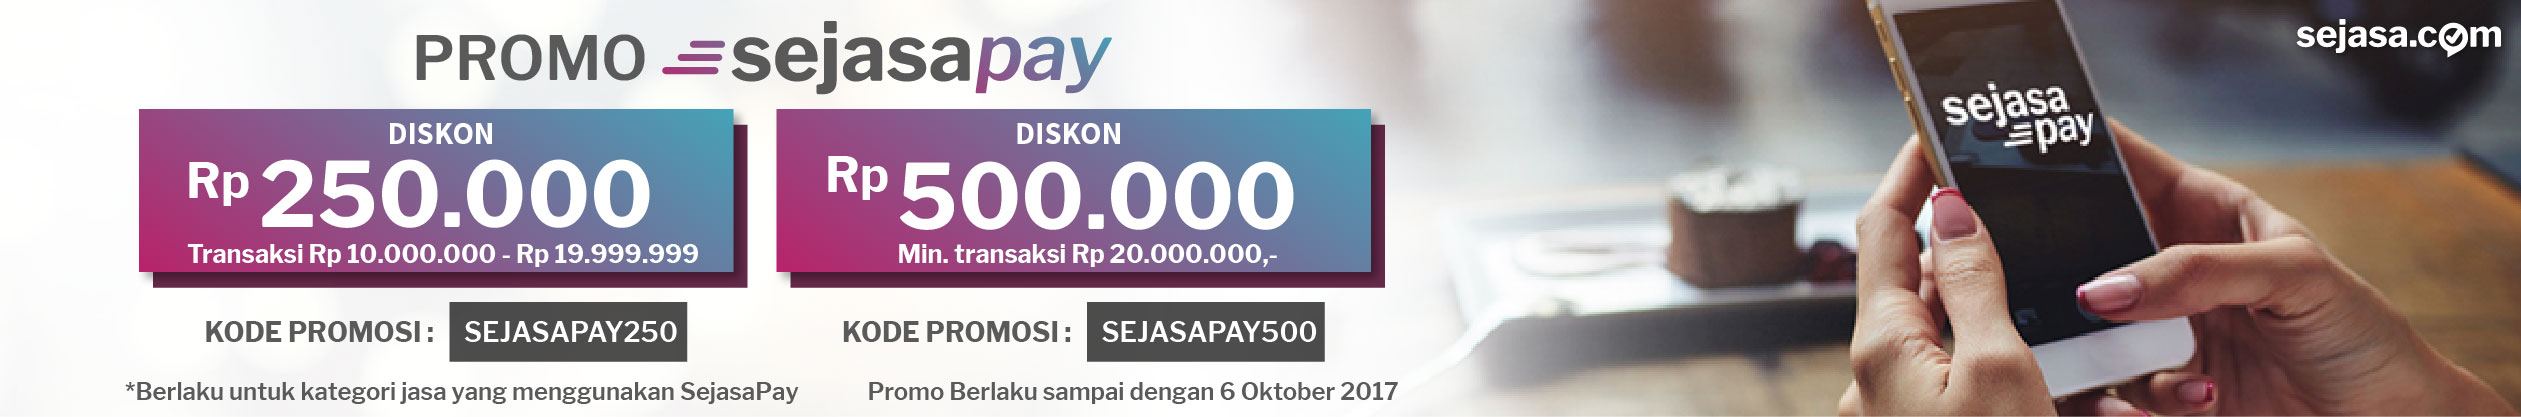 PROMO sejasapay
DISKON
Rp 250.000
Transaksi Rp 10.000.000 - Rp 19.999.999
KODE PROMOSI : SEJASAPAY250
*Berlaku untuk kategori jasa yang menggunakan SejasaPay
DISKON
Rp 500.000
Min. transaksi Rp 20.000.000,-
KODE PROMOSI : SEJASAPAY500
Promo Berlaku sampai dengan 6 Oktober 2017
sejasa
pay
sejasa.com